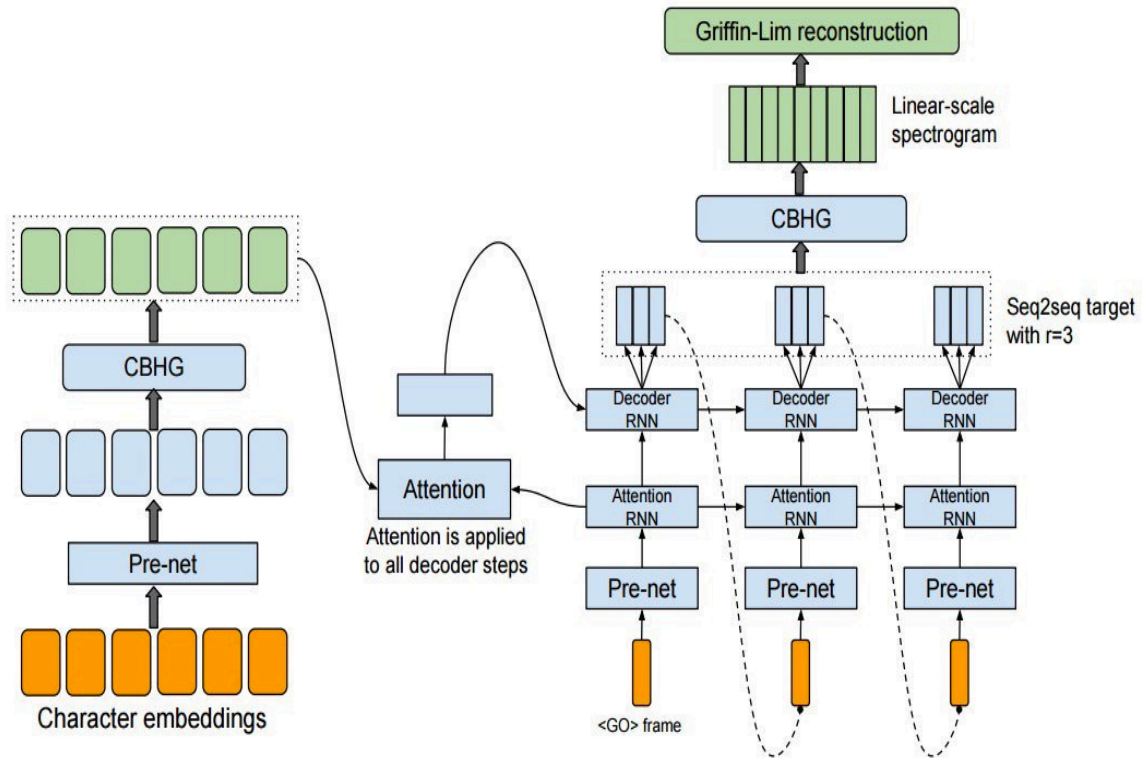 Griffin-Lim reconstruction
Linear-scale
spectrogram
CBHG
Seq2seq target
with r=3
CBHG
Decoder
RNN
Decoder
RNN
Decoder
RNN
Attention
Attention is applied
to all decoder steps
Attention
RNN
Attention
RNN
Attention
RNN
Pre-net
Pre-net
Pre-net
Pre-net
<GO> frame
Character embeddings